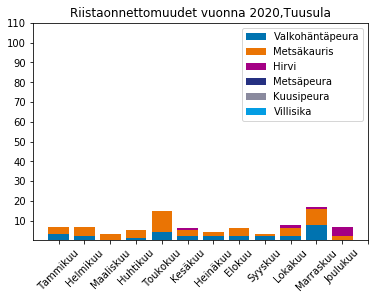 Riistaonnettomuudet vuonna 2020,Tuusula
110
100
90
80
70
60
50
40
30
20
10
Valkohäntäpeura
Metsäkauris
Hirvi
Metsäpeura
Kuusipeura
Villisika
Tammikuu
Helmikuu
Maaliskuu
Huhtikuu
Toukokuu
Kesäkuu
Heinäkuu
Elokuu
Syyskuu
Lokakuu
Marraskuu
Joulukuu